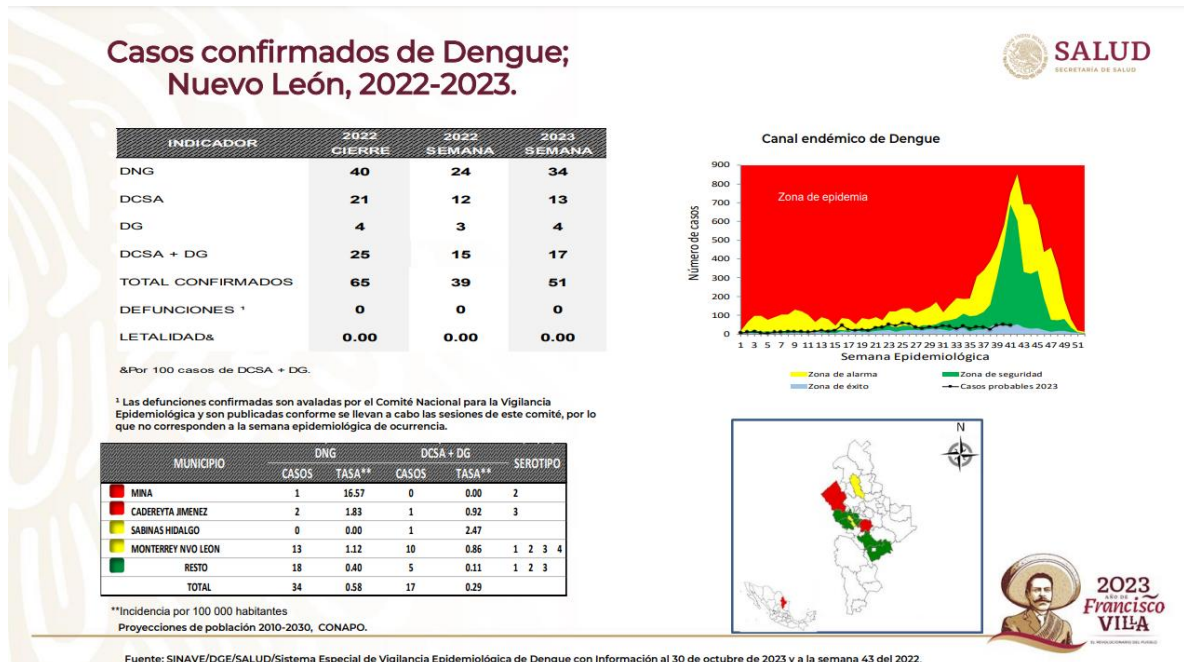 Casos confirmados de Dengue;
Nuevo León, 2022-2023.
SALUD
SECRETARÍA DE SALUD
INDICADOR 2022 CIERRE 2022 SEMANA 2023 SEMANA
DNG 40 24 34
DCSA 21 12 13
DG 4 3 4
DCSA + DG 25 15 17
TOTAL CONFIRMADOS 65 39 51
DEFUNCIONES ¹ 0 0 0
LETALIDAD& 0.00 0.00 0.00
&Por 100 casos de DCSA + DG.
¹ Las defunciones confirmadas son avaladas por el Comité Nacional para la Vigilancia
Epidemiológica y son publicadas conforme se llevan a cabo las sesiones de este comité, por lo
que no corresponden a la semana epidemiológica de ocurrencia.
Canal endémico de Dengue
Número de casos
900
800
700
600
500
400
300
200
100
0
Zona de epidemia
1 3 5 7 9 11 13 15 17 19 21 23 25 27 29 31 33 35 37 39 41 43 45 47 49 51
Semana Epidemiológica
Zona de alarma Zona de seguridad
Zona de éxito Casos probables 2023
MUNICIPIO DNG DCSA + DG SEROTIPO
CASOS TASA** CASOS TASA**
MINA 1 16.57 0 0.00 2
CADEREYTA JIMENEZ 2 1.83 1 0.92 3
SABINAS HIDALGO 0 0.00 1 2.47
MONTERREY NVO LEON 13 1.12 10 0.86 1 2 3 4
RESTO 18 0.40 5 0.11 1 2 3
TOTAL 34 0.58 17 0.29
**Incidencia por 100 000 habitantes
Proyecciones de población 2010-2030, CONAPO.
N
2023
AÑO DE
Francisco
VILLA
EL REVOLUCIONARIO DEL PUEBLO
Fuente: SINAVE/DGE/SALUD/Sistema Especial de Vigilancia Epidemiológica de Dengue con Información al 30 de octubre de 2023 y a la semana 43 del 2022.